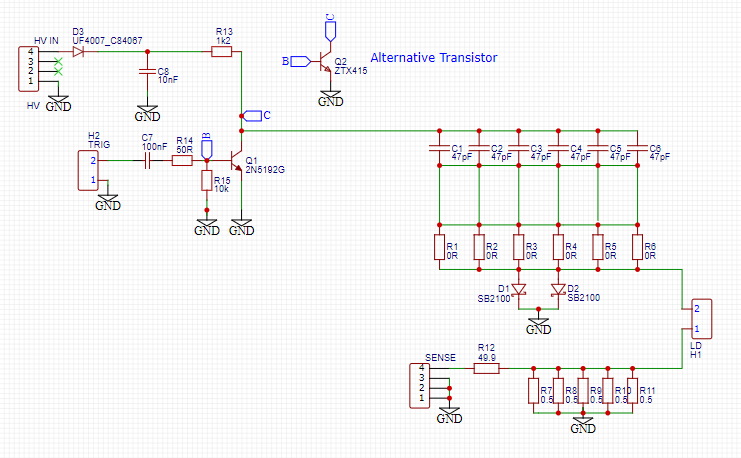 HV IN
4
3
2
1
HV
GND
D3
UF4007_C84067
C8
10nF
GND
R13
1k2
C
B
Q2
ZTX415
GND
Alternative Transistor
C
H2
TRIG
2
1
GND
C7
100nF
R14
50R
B
R15
10k
GND
Q1
2N5192G
GND
C1
47pF
C2
47pF
C3
47pF
C4
47pF
C5
47pF
C6
47pF
R1
0R
R2
0R
R3
0R
R4
0R
R5
0R
R6
0R
D1
SB2100
D2
SB2100
GND
2
1
LD
H1
SENSE
4
3
2
1
GND
R12
49.9
R7
0.5
R8
0.5
R9
0.5
R10
0.5
R11
0.5
GND